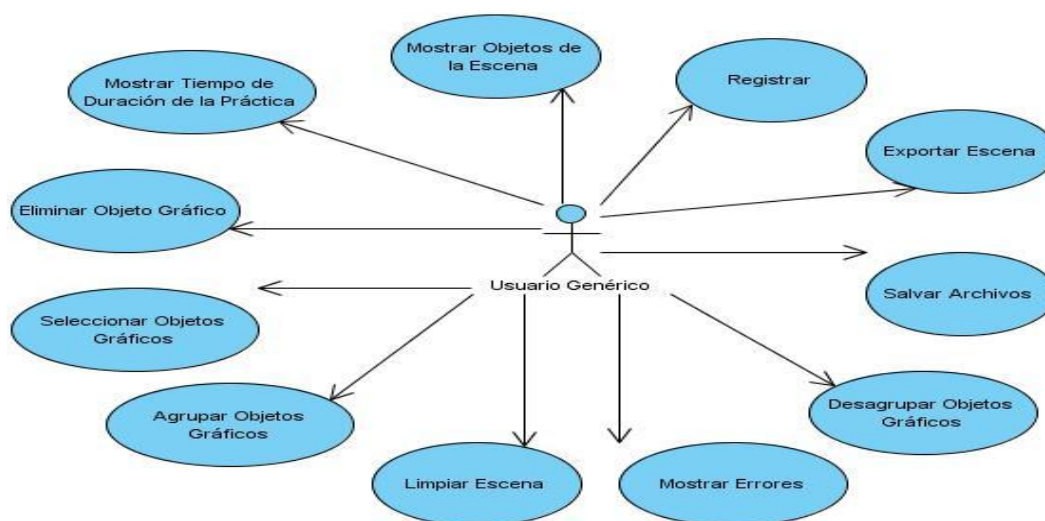 Mostrar Objetos de
la Escena
Registrar
Mostrar Tiempo de
Duración de la Práctica
Exportar Escena
Eliminar Objeto Gráfico
Usuario Genérico
Salvar Archivos
Seleccionar Objetos
Gráficos
Agrupar Objetos
Gráficos
Desagrupar Objetos
Gráficos
Limpiar Escena
Mostrar Errores